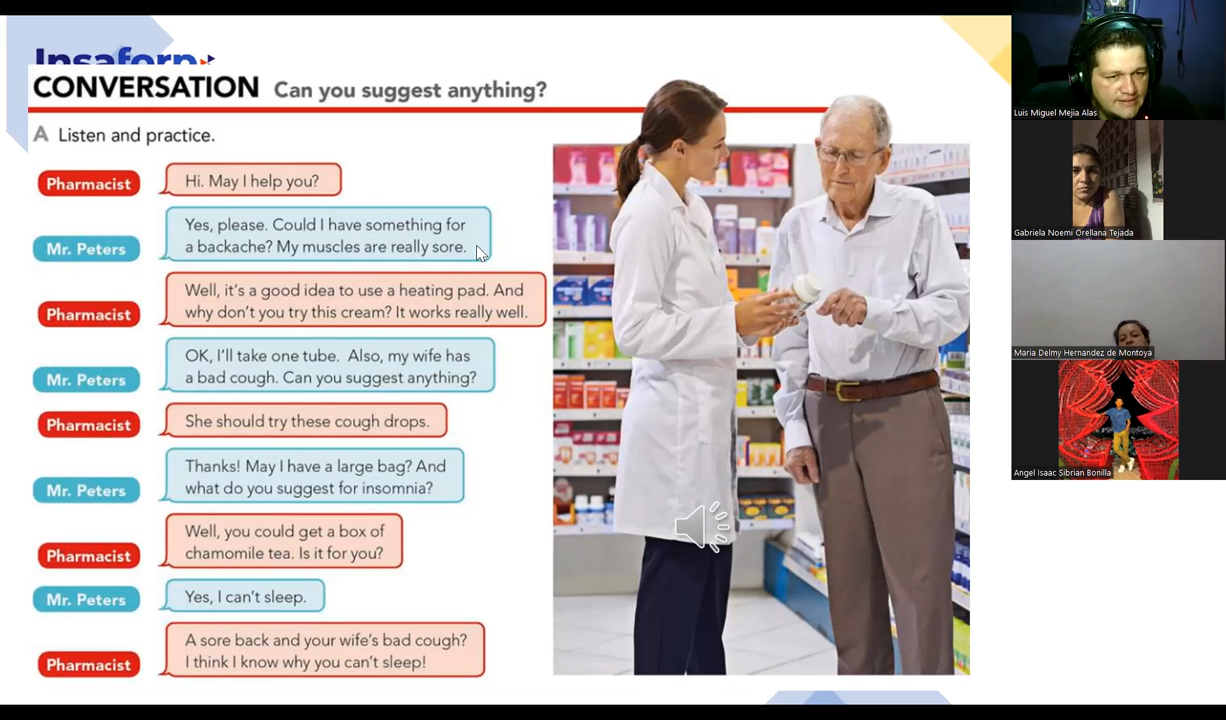 Insaforp
CONVERSATION Can you suggest anything?
A Listen and practice.
Pharmacist
Hi. May I help you?
Mr. Peters
Yes, please. Could I have something for
a backache? My muscles are really sore.
Pharmacist
Well, it's a good idea to use a heating pad. And
why don't you try this cream? It works really well.
Mr. Peters
OK, I'll take one tube. Also, my wife has
a bad cough. Can you suggest anything?
Pharmacist
She should try these cough drops.
Mr. Peters
Thanks! May I have a large bag? And
what do you suggest for insomnia?
Pharmacist
Well, you could get a box of
chamomile tea. Is it for you?
Mr. Peters
Yes, I can't sleep.
Pharmacist
A sore back and your wife's bad cough?
I think I know why you can't sleep!
Luis Miguel Mejia Alas
Gabriela Noemi Orellana Tejada
Maria Delmy Hernandez de Montoya
Angel Isaac Sibrian Bonilla